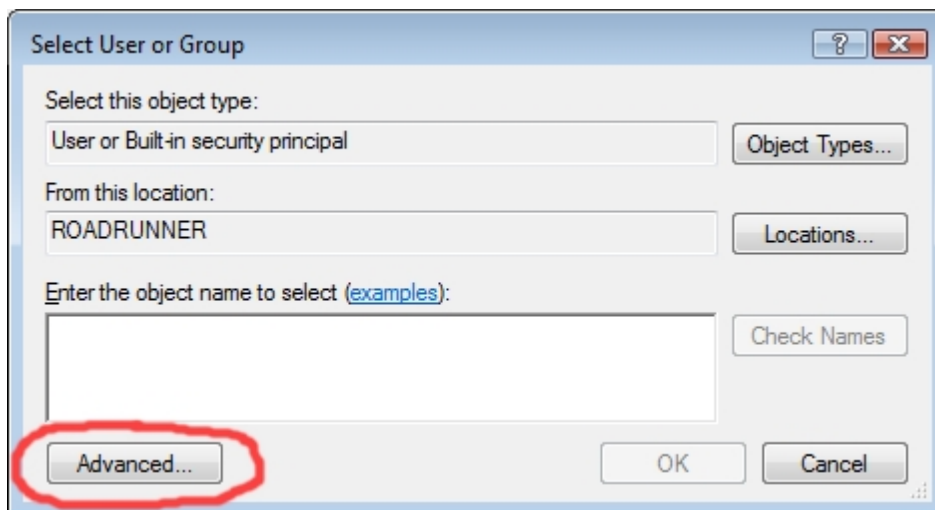 Select User or Group
Select this object type:
User or Built-in security principal
Object Types...
From this location:
ROADRUNNER
Locations...
Enter the object name to select (examples):
Check Names
Advanced...
OK
Cancel